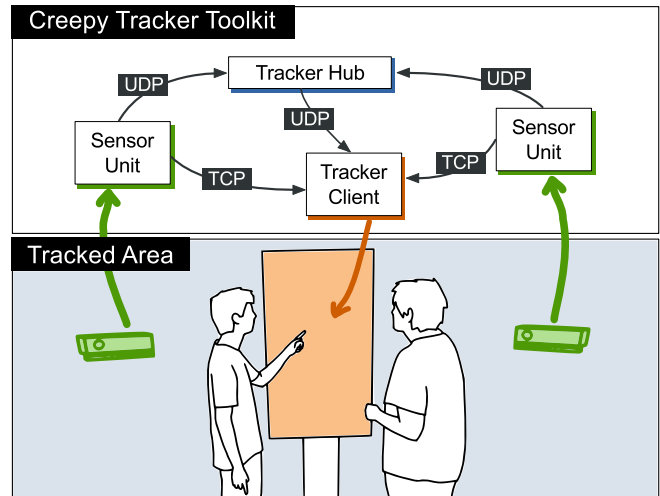 Creepy Tracker Toolkit
UDP
Tracker Hub
UDP
UDP
Sensor
Unit
Sensor
Unit
TCP
Tracker
Client
TCP
Tracked Area